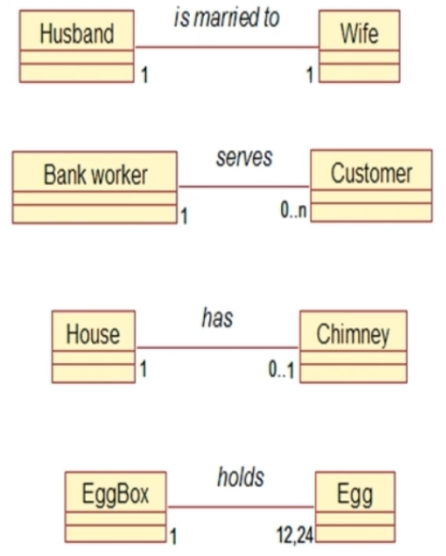 is married to
Husband Wife
1 1
serves
Bank worker Customer
1 0..n
has
House Chimney
1 0..1
holds
EggBox Egg
1 12,24